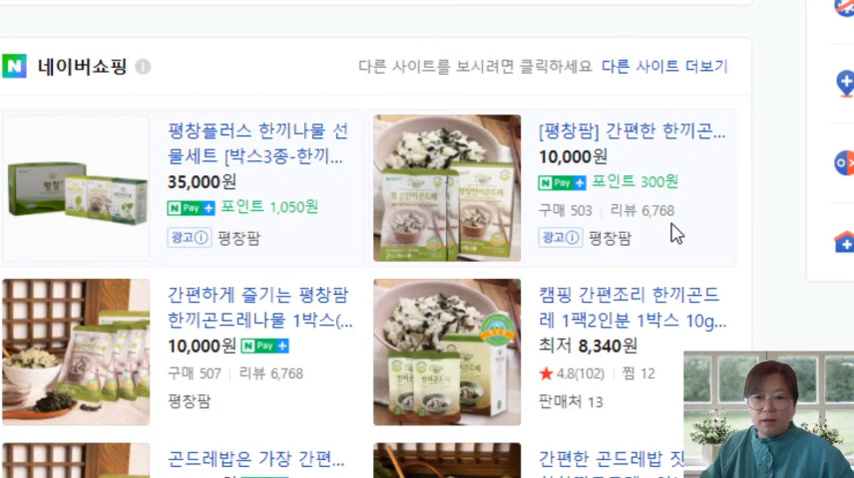 N 네이버쇼핑
다른 사이트를 보시려면 클릭하세요 다른 사이트 더보기
평창플러스 한끼나물 선
물세트 [박스3종-한끼...
35,000원
N Pay + 포인트 1,050원
광고 평창팜
[평창팜] 간편한 한끼곤...
10,000원
N Pay + 포인트 300원
구매 503 | 리뷰 6,768
광고 평창팜
간편하게 즐기는 평창팜
한끼곤드레나물 1박스(...
10,000원 N Pay +
구매 507 | 리뷰 6,768
평창팜
캠핑 간편조리 한끼곤드
레 1팩2인분 1박스 10g...
최저 8,340원
4.8(102) | 찜 12
판매처 13
곤드레밥은 가장 간편...
간편한 곤드레밥 짓